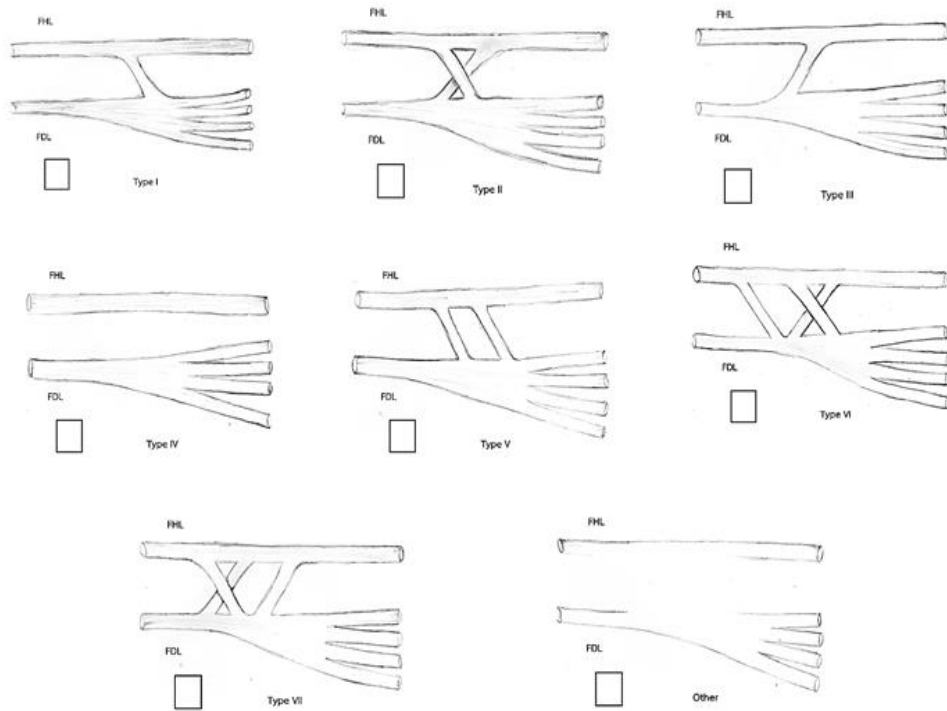 FHL
FDL
Type I
FHL
FDL
Type II
FHL
FDL
Type III
FHL
FDL
Type IV
FHL
FDL
Type V
FHL
FDL
Type VI
FHL
FDL
Type VII
FHL
FDL
Other